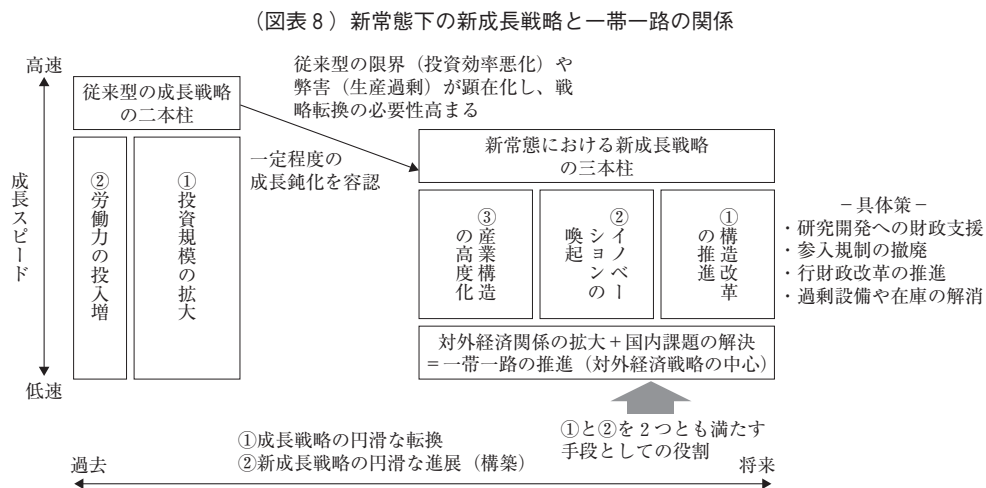 （図表８）新常態下の新成長戦略と一帯一路の関係
高速
成長スピード
低速
従来型の成長戦略
の二本柱
②労働力の投入増
①投資規模の拡大
従来型の限界（投資効率悪化）や
弊害（生産過剰）が顕在化し、戦
略転換の必要性高まる
一定程度の
成長鈍化を容認
新常態における新成長戦略
の三本柱
③産業構造
の高度化
②イノベー
ションの
喚起
①構造改革
の推進
－具体策－
・研究開発への財政支援
・参入規制の撤廃
・行財政改革の推進
・過剰設備や在庫の解消
対外経済関係の拡大＋国内課題の解決
＝一帯一路の推進（対外経済戦略の中心）
①成長戦略の円滑な転換
②新成長戦略の円滑な進展（構築）
①と②を２つとも満たす
手段としての役割
過去
将来